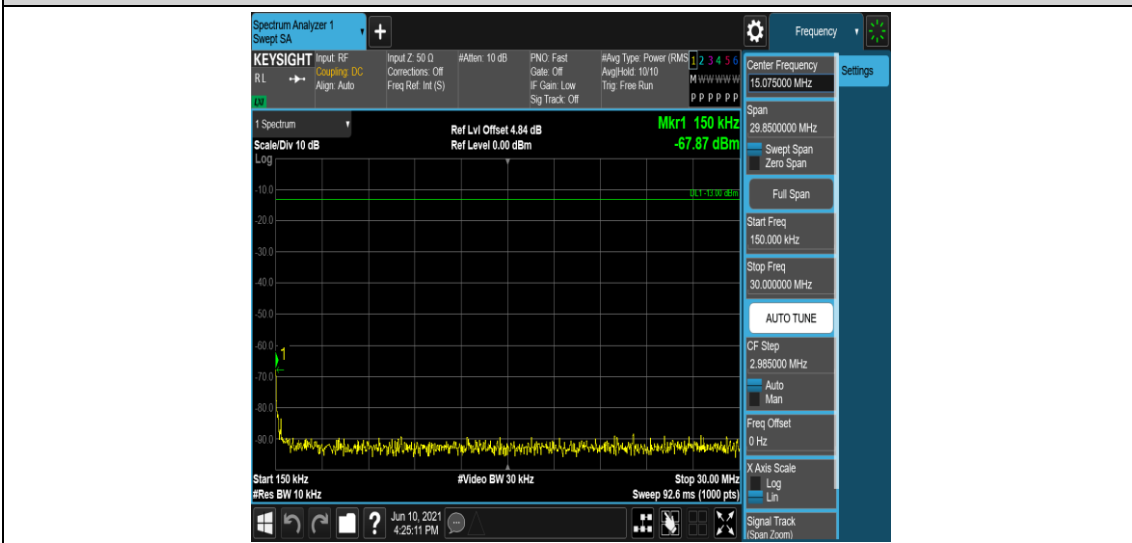 Spectrum Analyzer 1
Swept SA
+
Frequency
KEYSIGHT
RL
Input: RF
Coupling: DC
Align: Auto
Input Z: 50 Ω
Corrections: Off
Freq Ref: Int (S)
#Atten: 10 dB
PNO: Fast
Gate: Off
IF Gain: Low
Sig Track: Off
#Avg Type: Power (RMS
Avg|Hold: 10/10
Trig: Free Run
1 2 3 4 5 6
M W W W W W
P P P P P P
1 Spectrum
Scale/Div 10 dB
Ref Lvl Offset 4.84 dB
Ref Level 0.00 dBm
Mkr1 150 kHz
-67.87 dBm
Log
DL1 -13.00 dBm
-10.0
-20.0
-30.0
-40.0
-50.0
-60.0
1
-70.0
-80.0
-90.0
Start 150 kHz
#Video BW 30 kHz
Stop 30.00 MHz
#Res BW 10 kHz
Sweep 92.6 ms (1000 pts)
?
Jun 10, 2021
4:25:11 PM
Center Frequency
15.075000 MHz
Settings
Span
29.8500000 MHz
Swept Span
Zero Span
Full Span
Start Freq
150.000 kHz
Stop Freq
30.000000 MHz
AUTO TUNE
CF Step
2.985000 MHz
Auto
Man
Freq Offset
0 Hz
X Axis Scale
Log
Lin
Signal Track
(Span Zoom)